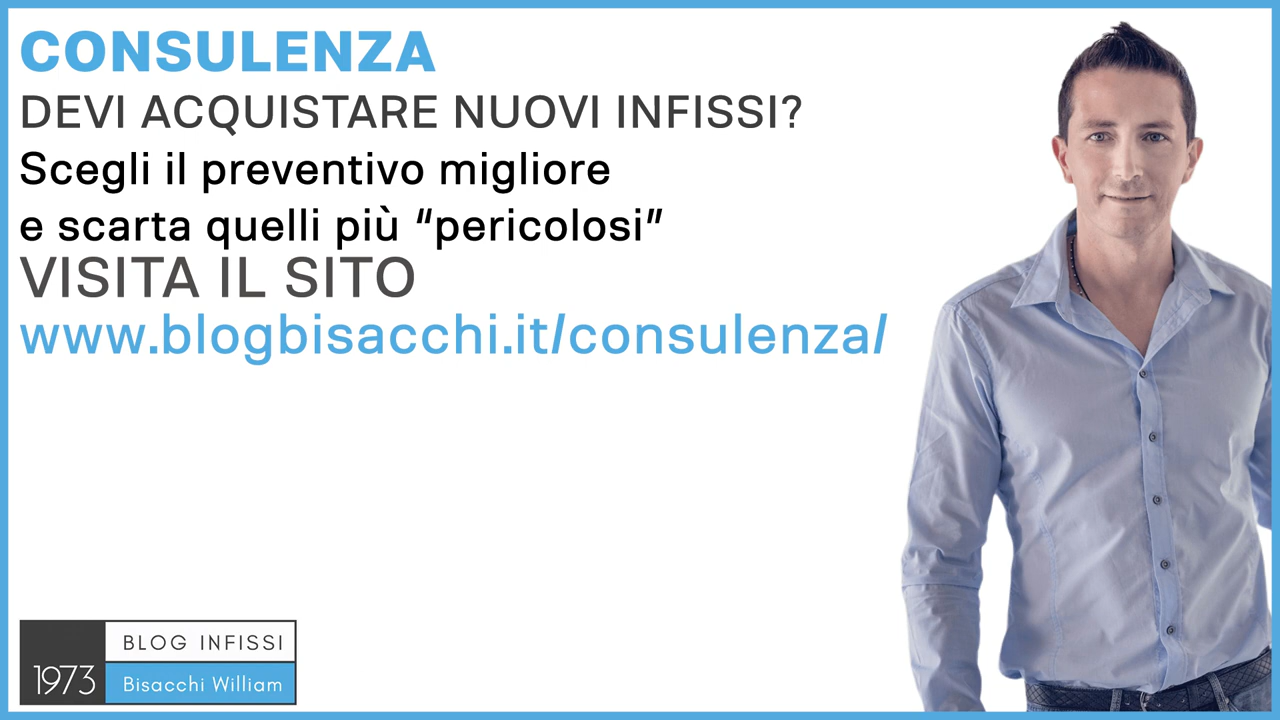 CONSULENZA
DEVI ACQUISTARE NUOVI INFISSI?
Scegli il preventivo migliore
e scarta quelli più “pericolosi”
VISITA IL SITO
www.blogbisacchi.it/consulenza/
BLOG INFISSI
1973
Bisacchi William